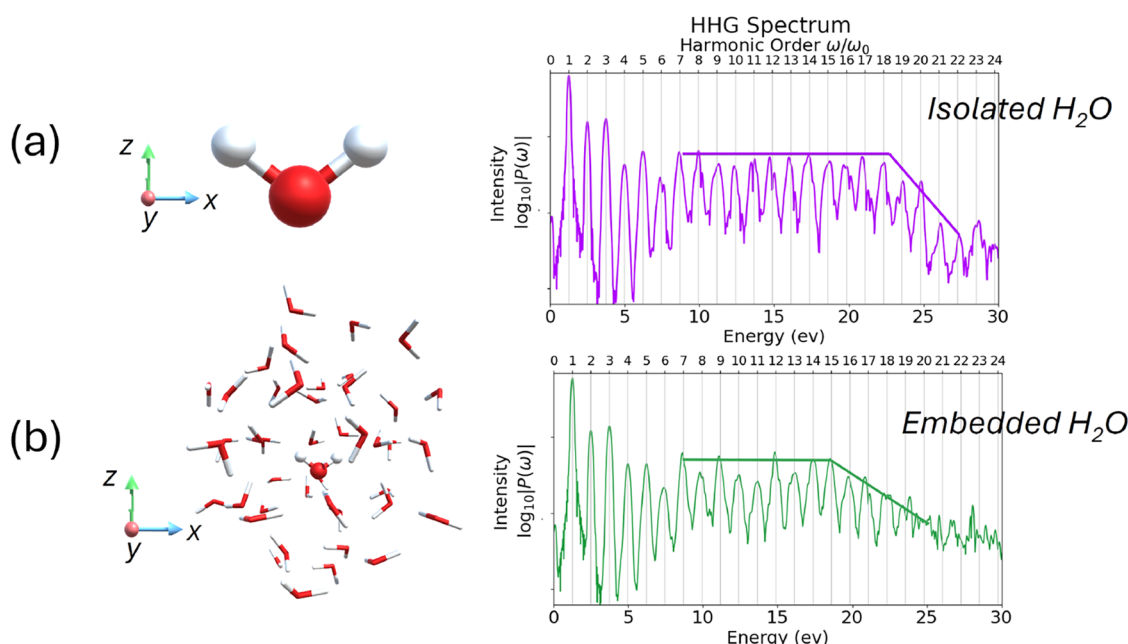 HHG Spectrum
Harmonic Order ω/ω₀
0 1 2 3 4 5 6 7 8 9 10 11 12 13 14 15 16 17 18 19 20 21 22 23 24
Isolated H₂O
(a)
z
x
y
Intensity
log₁₀|P(ω)|
0 5 10 15 20 25 30
Energy (ev)
0 1 2 3 4 5 6 7 8 9 10 11 12 13 14 15 16 17 18 19 20 21 22 23 24
Embedded H₂O
(b)
z
x
y
Intensity
log₁₀|P(ω)|
0 5 10 15 20 25 30
Energy (ev)